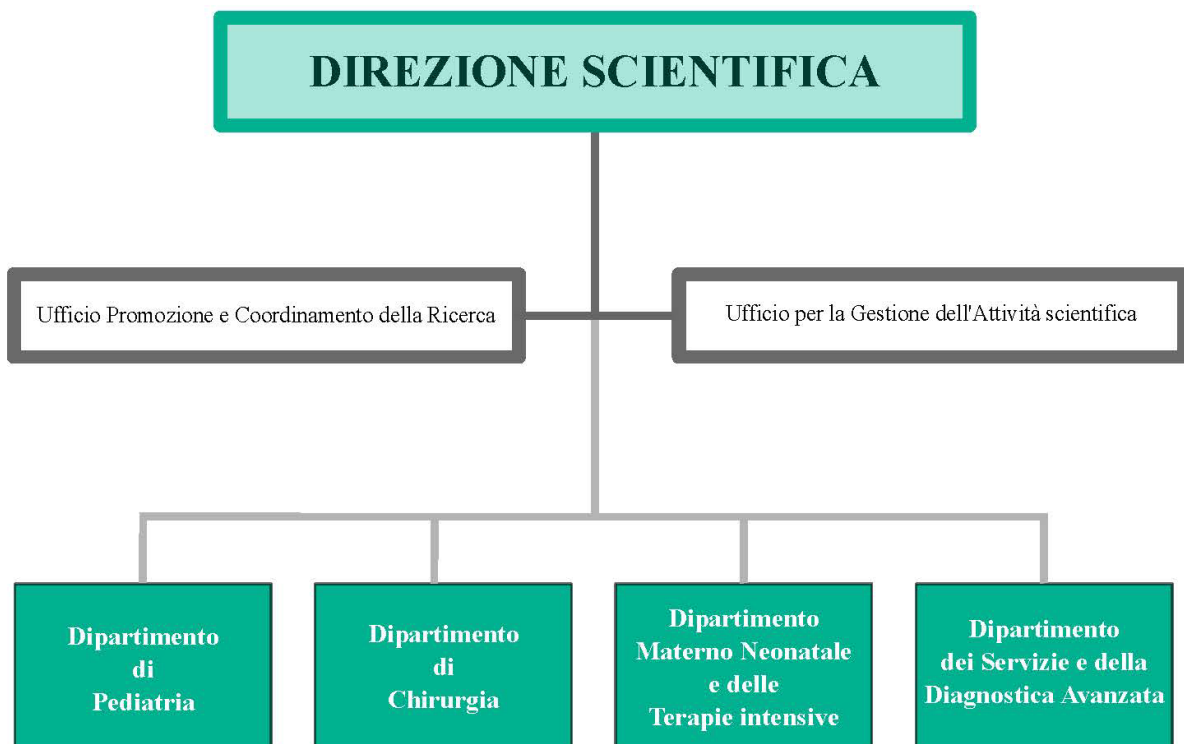 DIREZIONE SCIENTIFICA
Ufficio Promozione e Coordinamento della Ricerca
Ufficio per la Gestione dell'Attività scientifica
Dipartimento
di
Pediatria
Dipartimento
di
Chirurgia
Dipartimento
Materno Neonatale
e delle
Terapie intensive
Dipartimento
dei Servizie e della
Diagnostica Avanzata